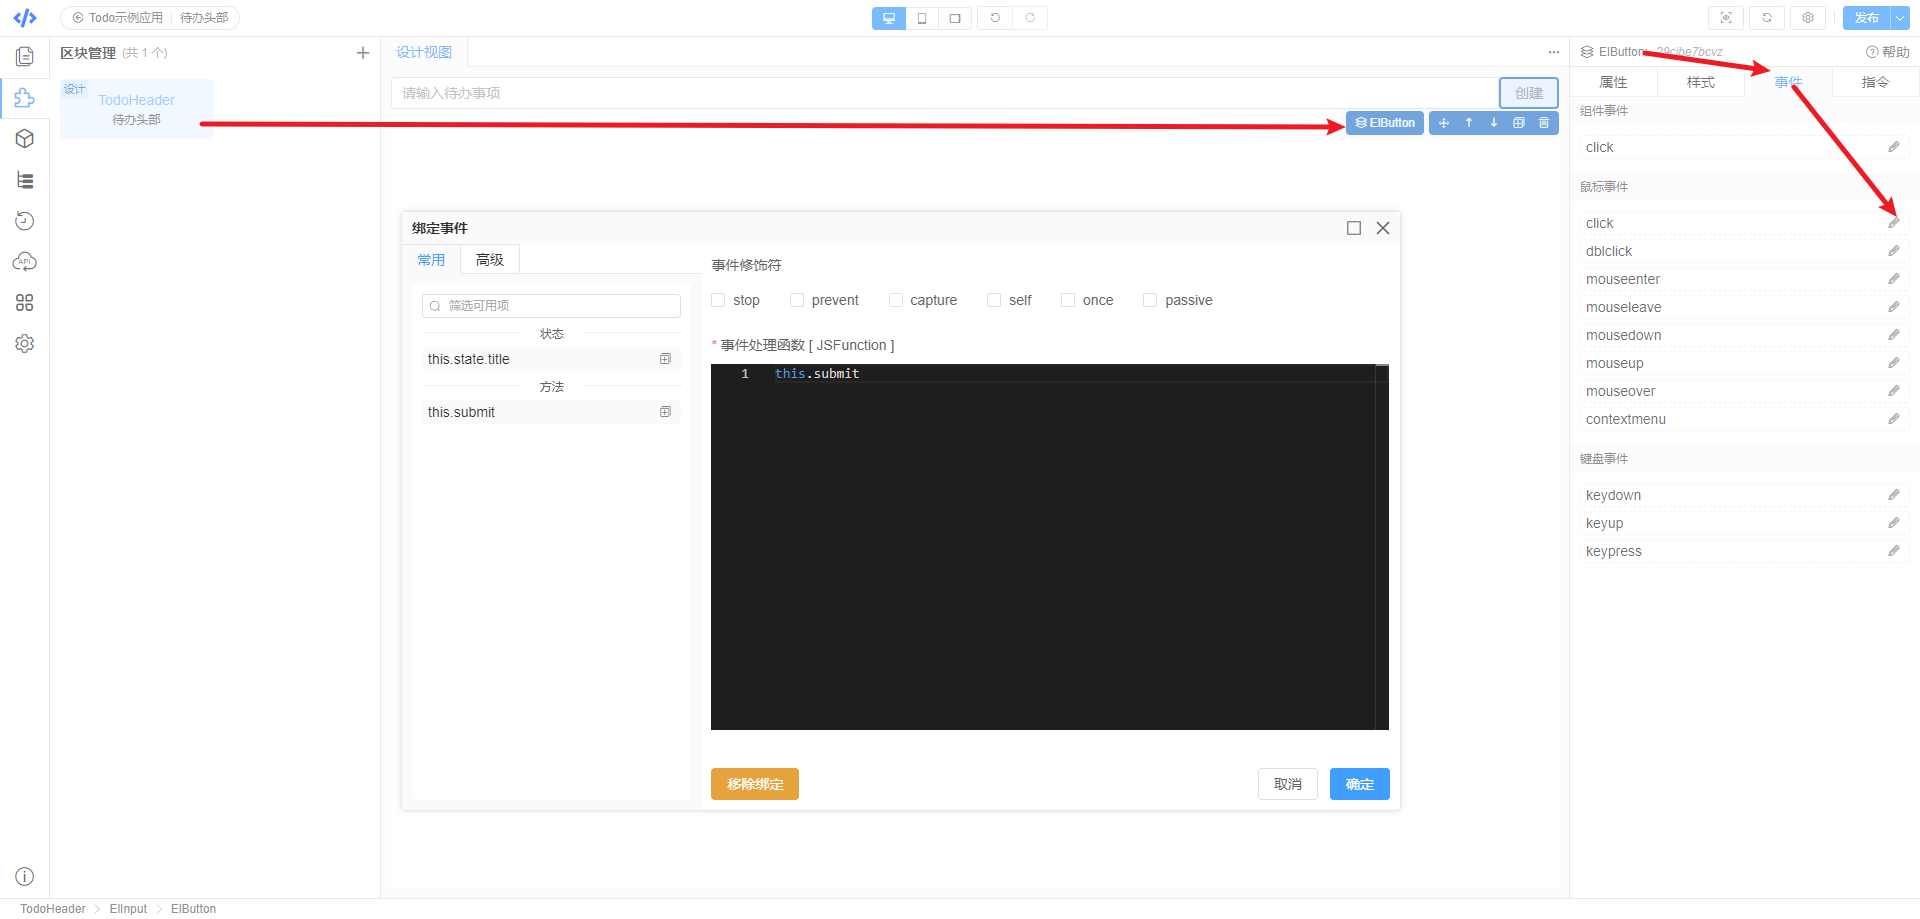 Todo示例应用 待办头部
发布
区块管理 (共 1 个)
设计
TodoHeader
待办头部
设计视图
请输入待办事项
创建
ElButton
绑定事件
常用 高级
筛选可用项
状态
this.state.title
方法
this.submit
事件修饰符
stop prevent capture self once passive
* 事件处理函数 [ JSFunction ]
1 this.submit
移除绑定
取消 确定
ElButton
帮助
属性 样式 事件 指令
组件事件
click
鼠标事件
click
dblclick
mouseenter
mouseleave
mousedown
mouseup
mouseover
contextmenu
键盘事件
keydown
keyup
keypress
TodoHeader > ElInput > ElButton